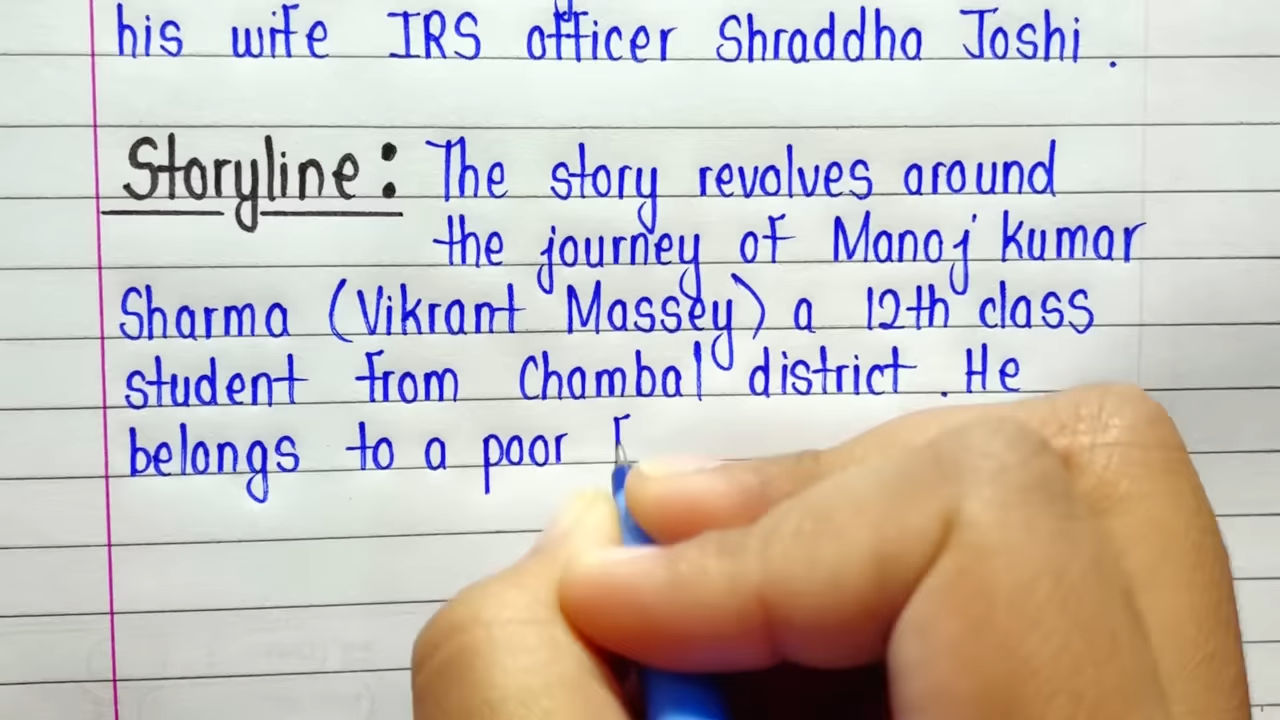 his wife IRS officer Shraddha Joshi.
Storyline: The story revolves around
the journey of Manoj Kumar
Sharma (Vikrant Massey) a 12th class
student from Chambal district. He
belongs to a poor